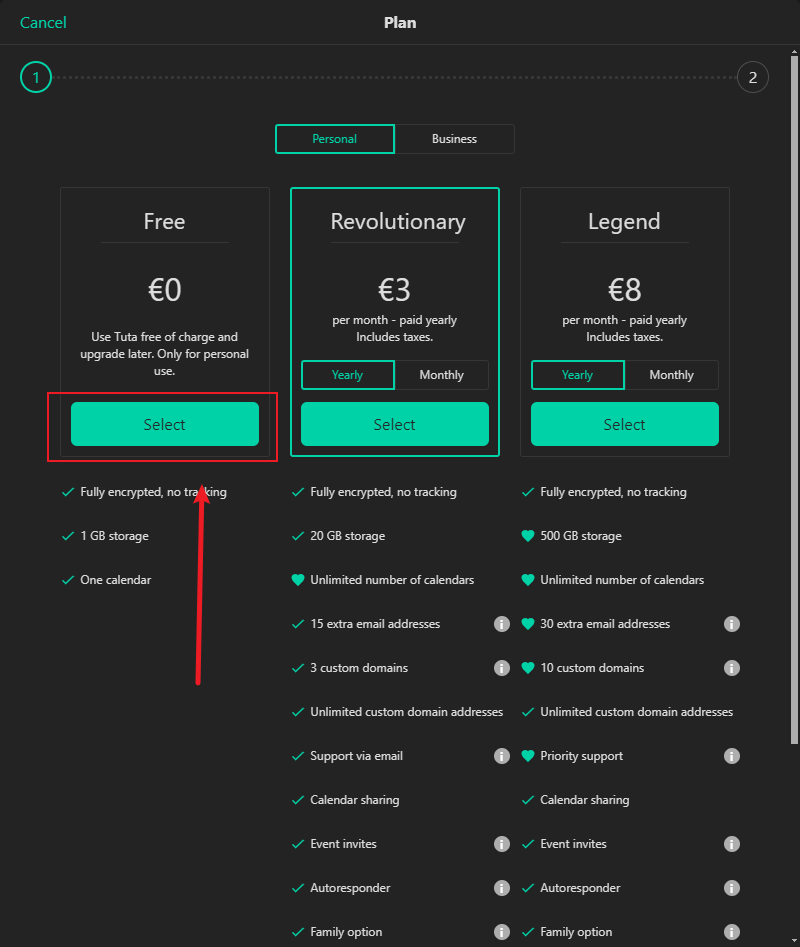 Cancel
Plan
1
2
Personal
Business
Free
€0
Use Tuta free of charge and
upgrade later. Only for personal
use.
Select
Fully encrypted, no tracking
1 GB storage
One calendar
Revolutionary
€3
per month - paid yearly
Includes taxes.
Yearly
Monthly
Select
Fully encrypted, no tracking
20 GB storage
Unlimited number of calendars
15 extra email addresses
3 custom domains
Unlimited custom domain addresses
Support via email
Calendar sharing
Event invites
Autoresponder
Family option
Legend
€8
per month - paid yearly
Includes taxes.
Yearly
Monthly
Select
Fully encrypted, no tracking
500 GB storage
Unlimited number of calendars
30 extra email addresses
10 custom domains
Unlimited custom domain addresses
Priority support
Calendar sharing
Event invites
Autoresponder
Family option